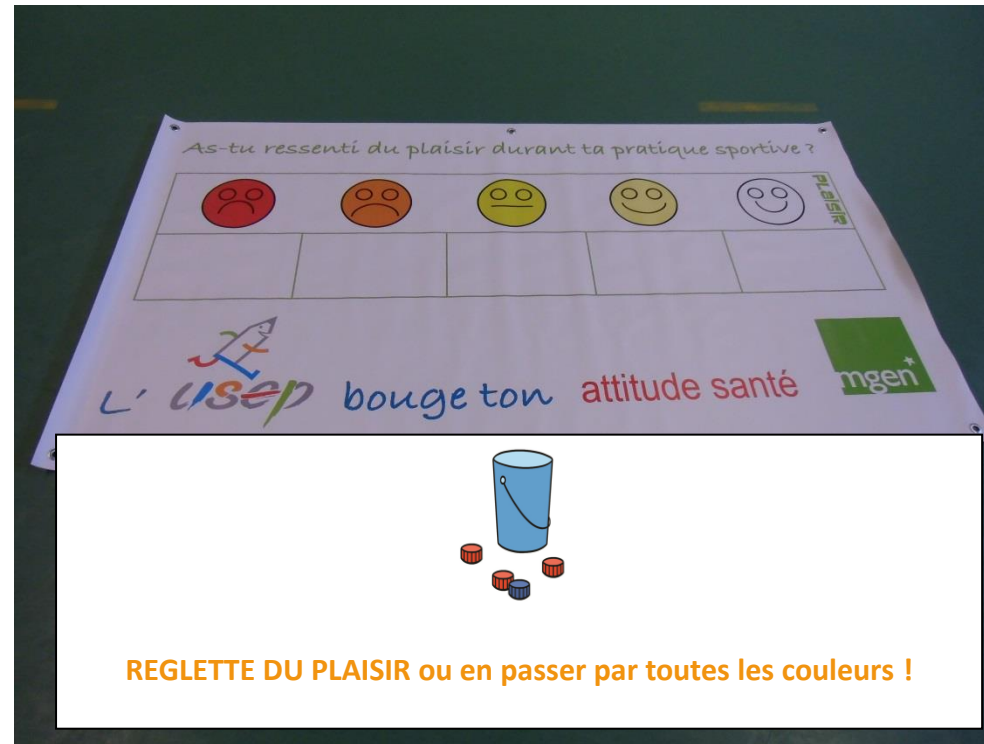 As-tu ressenti du plaisir durant ta pratique sportive ?
PLAISIR
L' usep bouge ton attitude santé mgen
REGLETTE DU PLAISIR ou en passer par toutes les couleurs !